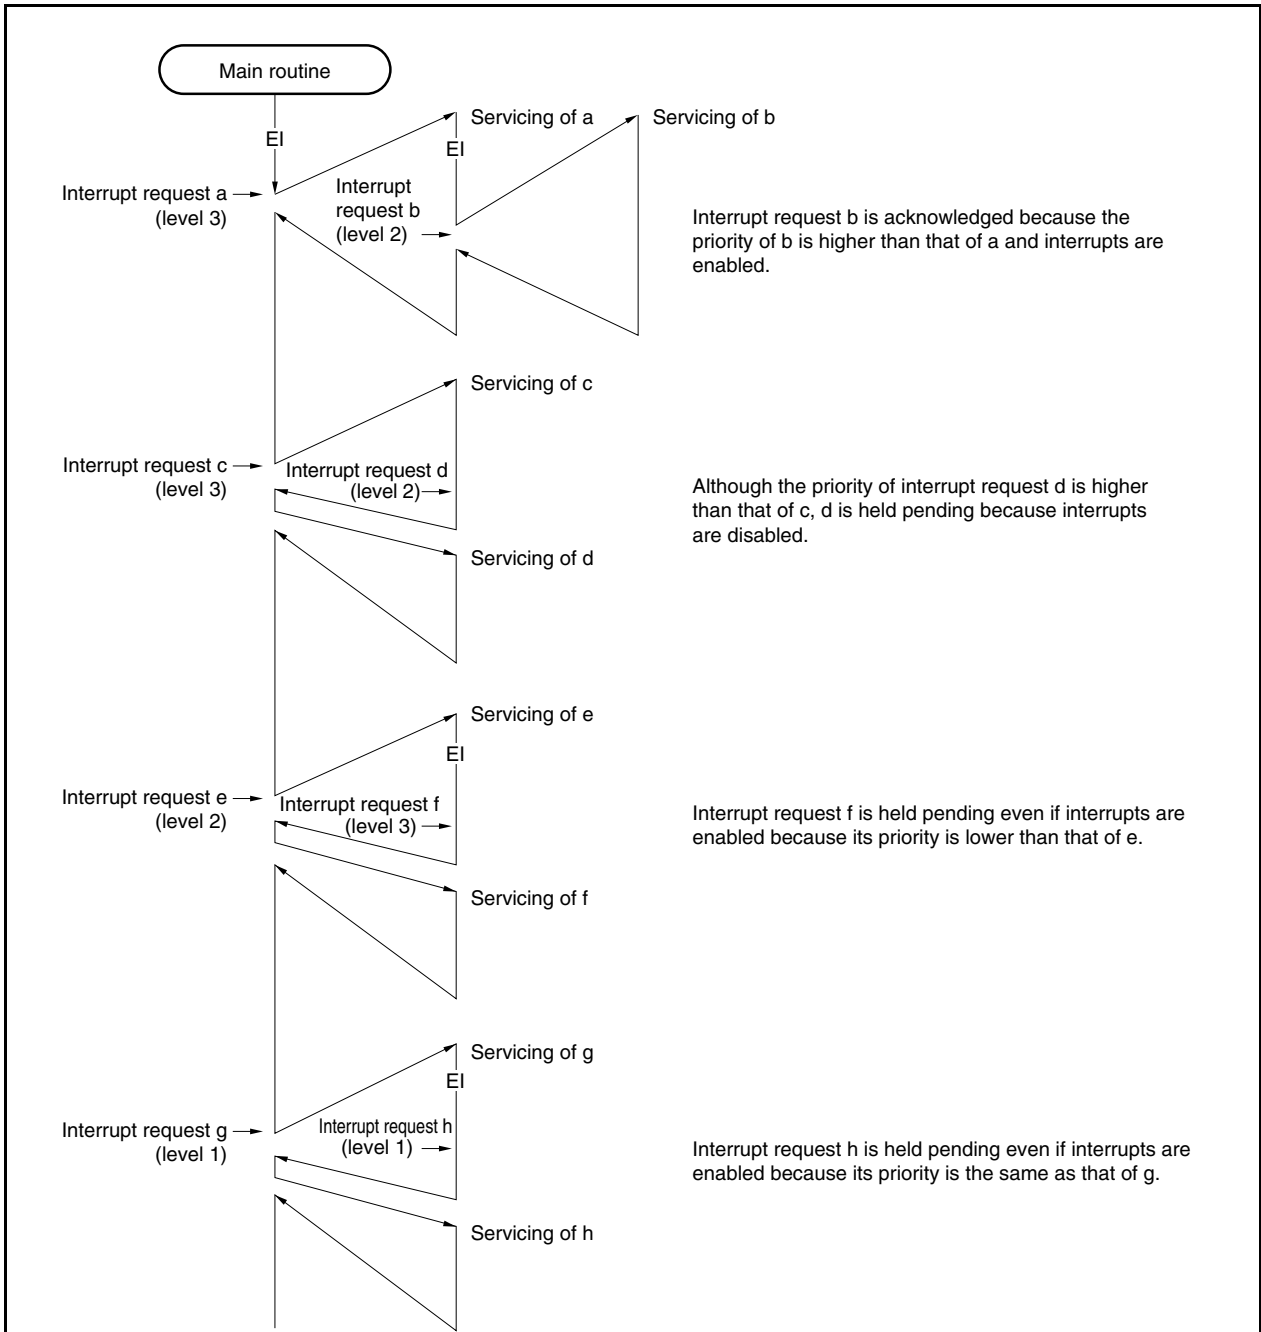 Main routine
EI
Servicing of a
Servicing of b
EI
Interrupt request a
(level 3)
Interrupt
request b
(level 2)
Interrupt request b is acknowledged because the
priority of b is higher than that of a and interrupts are
enabled.
Servicing of c
Interrupt request c
(level 3)
Interrupt request d
(level 2)
Although the priority of interrupt request d is higher
than that of c, d is held pending because interrupts
are disabled.
Servicing of d
Servicing of e
EI
Interrupt request e
(level 2)
Interrupt request f
(level 3)
Interrupt request f is held pending even if interrupts are
enabled because its priority is lower than that of e.
Servicing of f
Servicing of g
EI
Interrupt request g
(level 1)
Interrupt request h
(level 1)
Interrupt request h is held pending even if interrupts are
enabled because its priority is the same as that of g.
Servicing of h